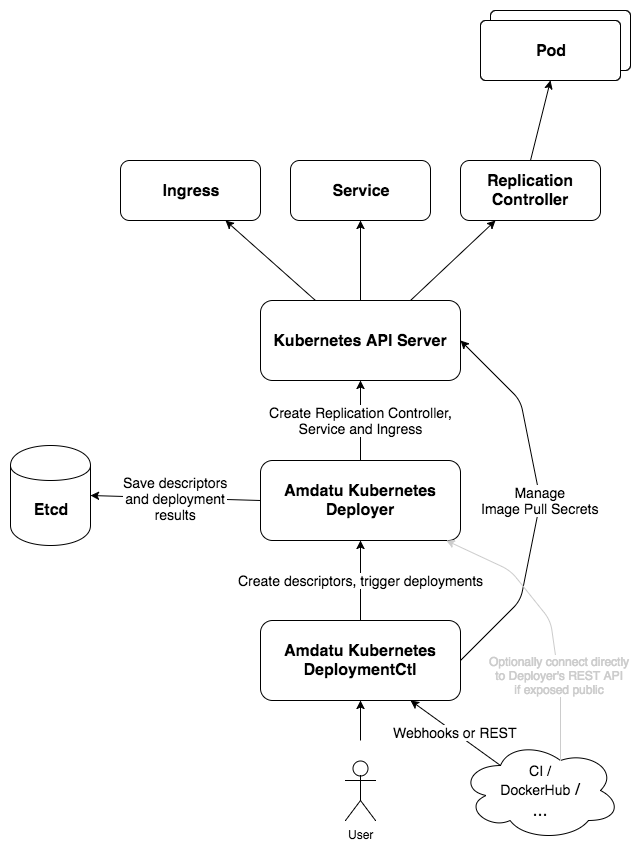 Pod
Ingress
Service
Replication
Controller
Kubernetes API Server
Create Replication Controller,
Service and Ingress
Etcd
Save descriptors
and deployment
results
Amdatu Kubernetes
Deployer
Manage
Image Pull Secrets
Create descriptors, trigger deployments
Amdatu Kubernetes
DeploymentCtl
Optionally connect directly
to Deployer's REST API
if exposed public
Webhooks or REST
CI /
DockerHub /
...
User